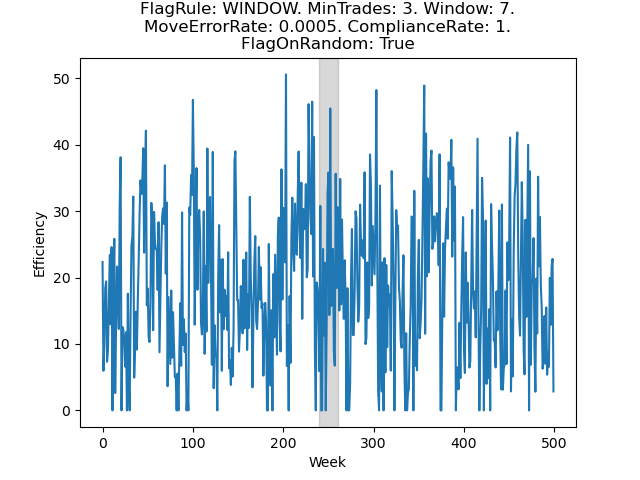 FlagRule: WINDOW. MinTrades: 3. Window: 7.
MoveErrorRate: 0.0005. ComplianceRate: 1.
FlagOnRandom: True
50
40
30
20
10
0
Efficiency
0 100 200 300 400 500
Week